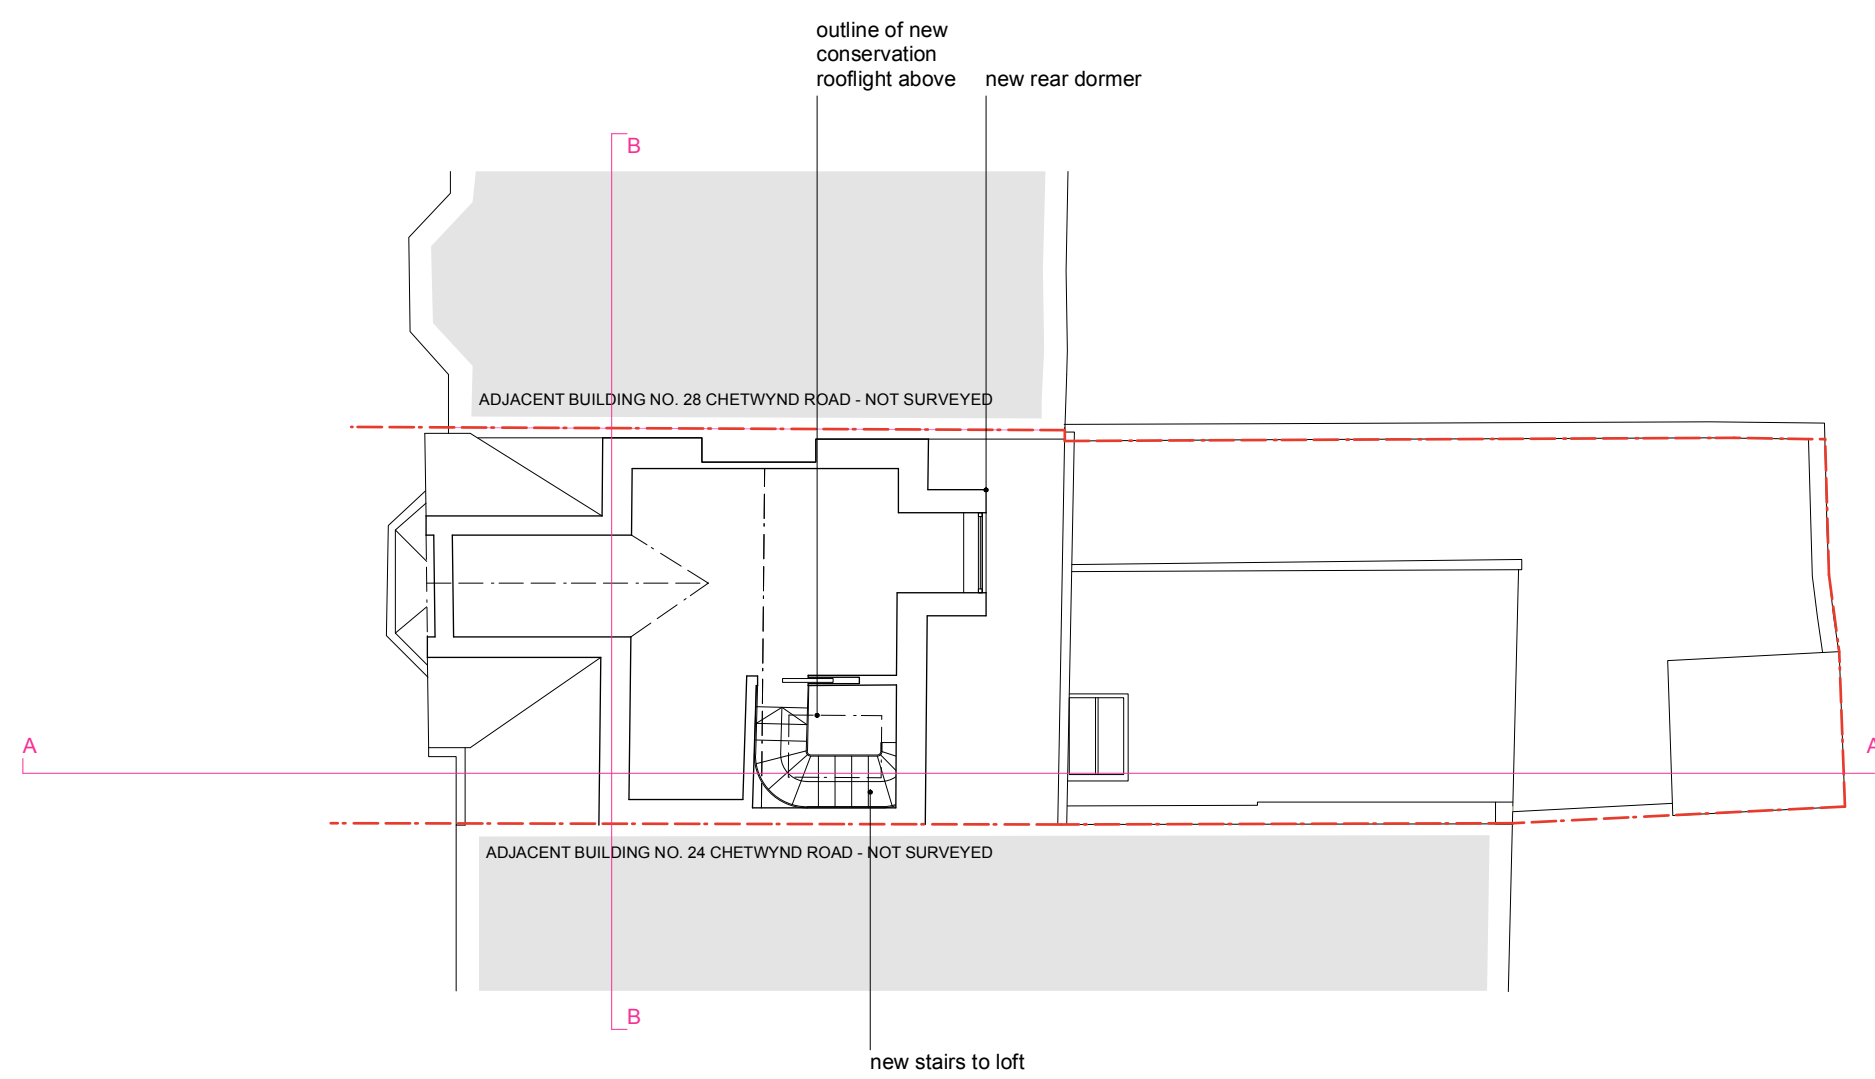 outline of new
conservation
rooflight above
new rear dormer
B
ADJACENT BUILDING NO. 28 CHETWYND ROAD - NOT SURVEYED
A
A
ADJACENT BUILDING NO. 24 CHETWYND ROAD - NOT SURVEYED
B
new stairs to loft